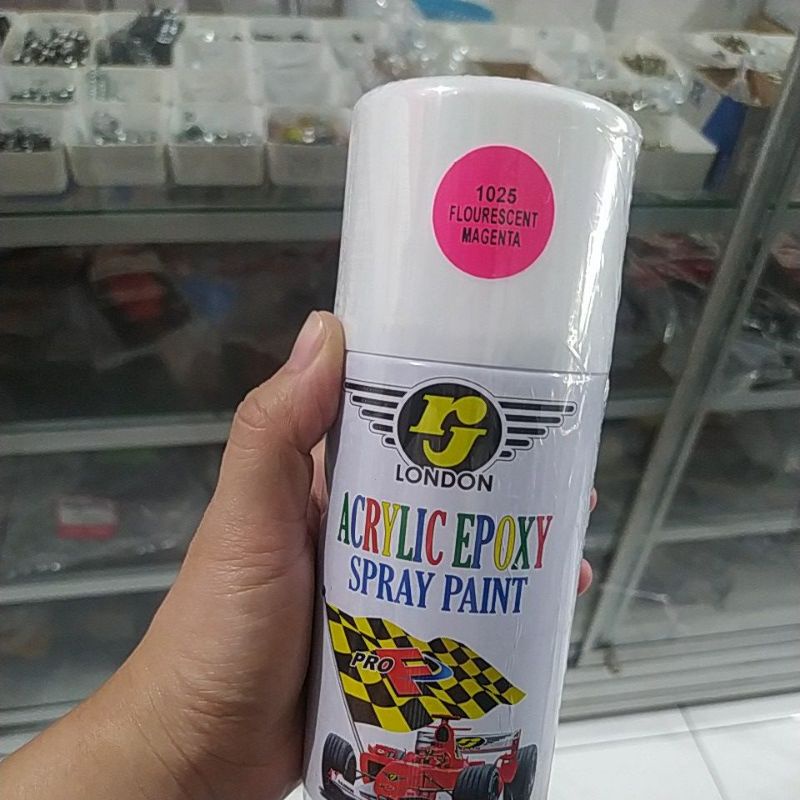 1025
FLOURESCENT
MAGENTA
rj
LONDON
ACRYLIC EPOXY
SPRAY PAINT
PRO F